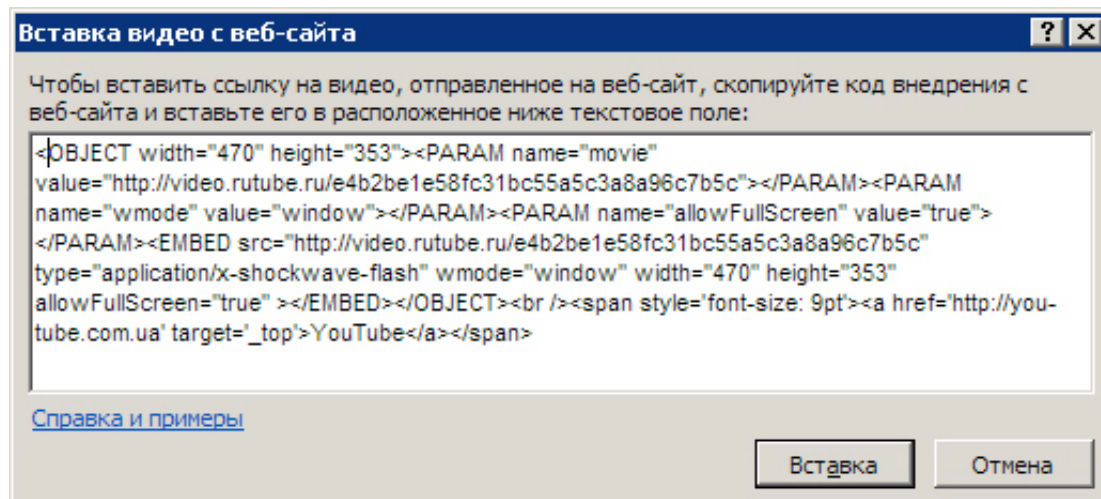 Вставка видео с веб-сайта
Чтобы вставить ссылку на видео, отправленное на веб-сайт, скопируйте код внедрения с
веб-сайта и вставьте его в расположенное ниже текстовое поле:
<OBJECT width="470" height="353"><PARAM name="movie"
value="http://video.rutube.ru/e4b2be1e58fc31bc55a5c3a8a96c7b5c"></PARAM><PARAM
name="wmode" value="window"></PARAM><PARAM name="allowFullScreen" value="true">
</PARAM><EMBED src="http://video.rutube.ru/e4b2be1e58fc31bc55a5c3a8a96c7b5c"
type="application/x-shockwave-flash" wmode="window" width="470" height="353"
allowFullScreen="true" ></EMBED></OBJECT><br /><span style='font-size: 9pt'><a href='http://you-
tube.com.ua' target='_top'>YouTube</a></span>
Справка и примеры
Вставка
Отмена